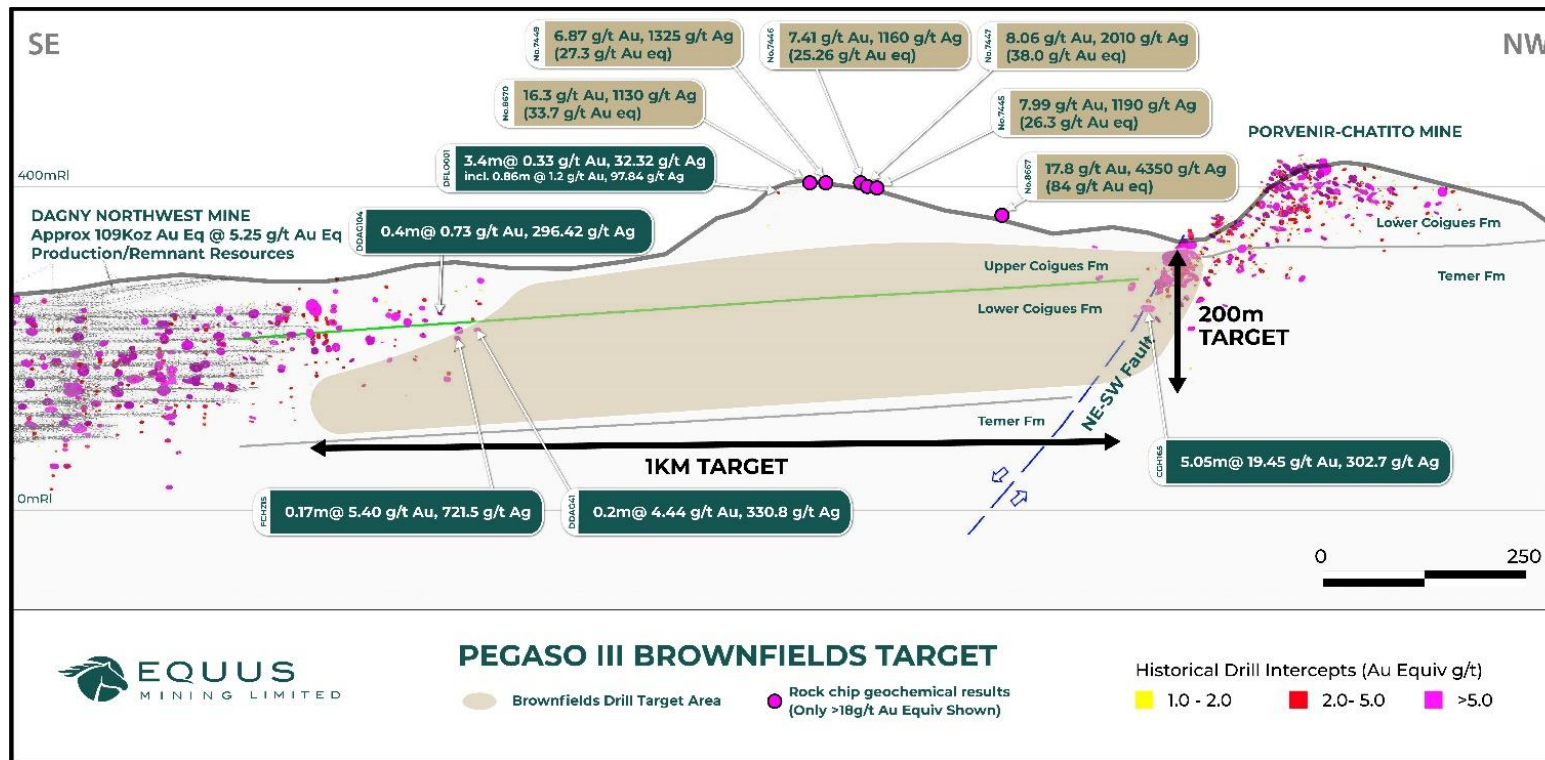 SE
NW
No.7449
6.87 g/t Au, 1325 g/t Ag
(27.3 g/t Au eq)
No.7446
7.41 g/t Au, 1160 g/t Ag
(25.26 g/t Au eq)
No.7447
8.06 g/t Au, 2010 g/t Ag
(38.0 g/t Au eq)
No.8670
16.3 g/t Au, 1130 g/t Ag
(33.7 g/t Au eq)
No.7445
7.99 g/t Au, 1190 g/t Ag
(26.3 g/t Au eq)
PORVENIR-CHATITO MINE
DFLO001
3.4m@ 0.33 g/t Au, 32.32 g/t Ag
incl. 0.86m @ 1.2 g/t Au, 97.84 g/t Ag
No.8667
17.8 g/t Au, 4350 g/t Ag
(84 g/t Au eq)
400mRl
DAGNY NORTHWEST MINE
Approx 109Koz Au Eq @ 5.25 g/t Au Eq
Production/Remnant Resources
DDAG104
0.4m@ 0.73 g/t Au, 296.42 g/t Ag
Lower Coigues Fm
Temer Fm
Upper Coigues Fm
Lower Coigues Fm
200m
TARGET
NE-SW Fault
Temer Fm
1KM TARGET
CGH165
5.05m@ 19.45 g/t Au, 302.7 g/t Ag
0mRl
FCHZ15
0.17m@ 5.40 g/t Au, 721.5 g/t Ag
DDAG41
0.2m@ 4.44 g/t Au, 330.8 g/t Ag
0
250
EQUUS
MINING LIMITED
PEGASO III BROWNFIELDS TARGET
Brownfields Drill Target Area
Rock chip geochemical results
(Only >18g/t Au Equiv Shown)
Historical Drill Intercepts (Au Equiv g/t)
1.0 - 2.0
2.0- 5.0
>5.0